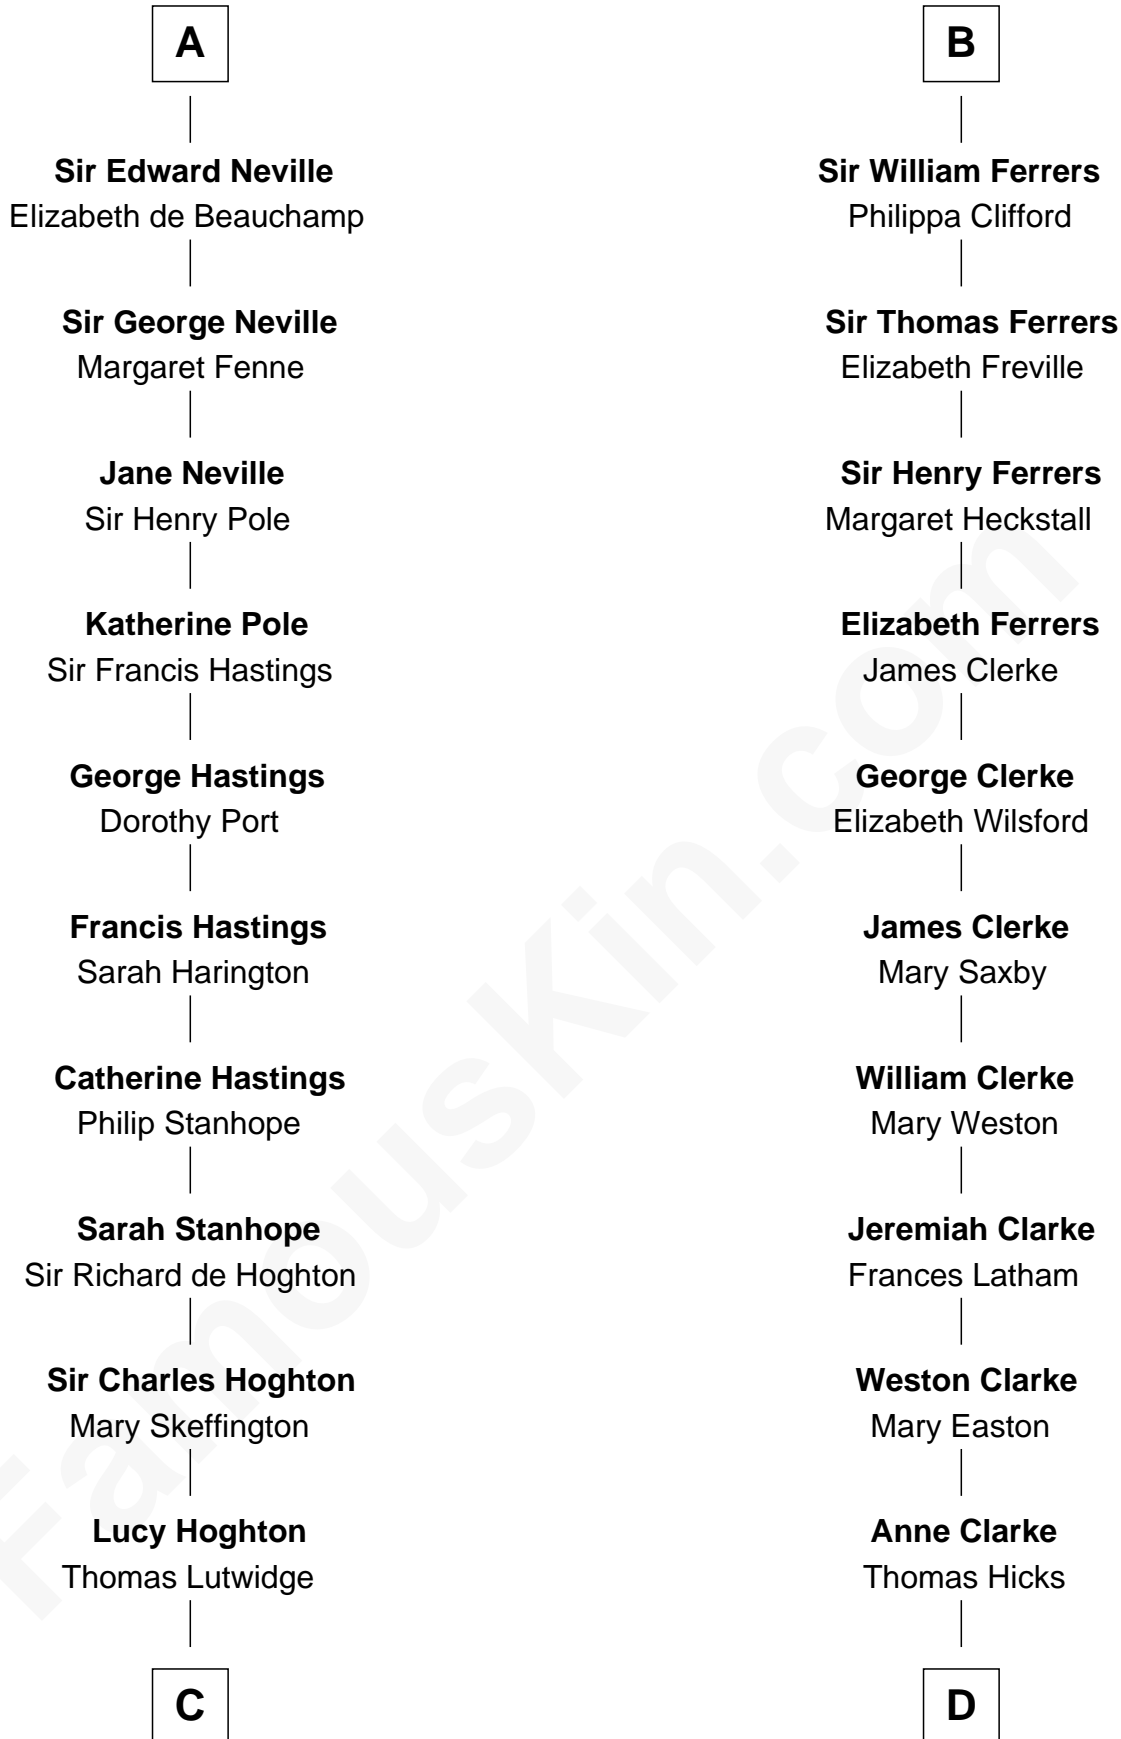 A
Sir Edward Neville
Elizabeth de Beauchamp
Sir George Neville
Margaret Fenne
Jane Neville
Sir Henry Pole
Katherine Pole
Sir Francis Hastings
George Hastings
Dorothy Port
Francis Hastings
Sarah Harington
Catherine Hastings
Philip Stanhope
Sarah Stanhope
Sir Richard de Hoghton
Sir Charles Hoghton
Mary Skeffington
Lucy Hoghton
Thomas Lutwidge
C
B
Sir William Ferrers
Philippa Clifford
Sir Thomas Ferrers
Elizabeth Freville
Sir Henry Ferrers
Margaret Heckstall
Elizabeth Ferrers
James Clerke
George Clerke
Elizabeth Wilsford
James Clerke
Mary Saxby
William Clerke
Mary Weston
Jeremiah Clarke
Frances Latham
Weston Clarke
Mary Easton
Anne Clarke
Thomas Hicks
D
FamousKin.com